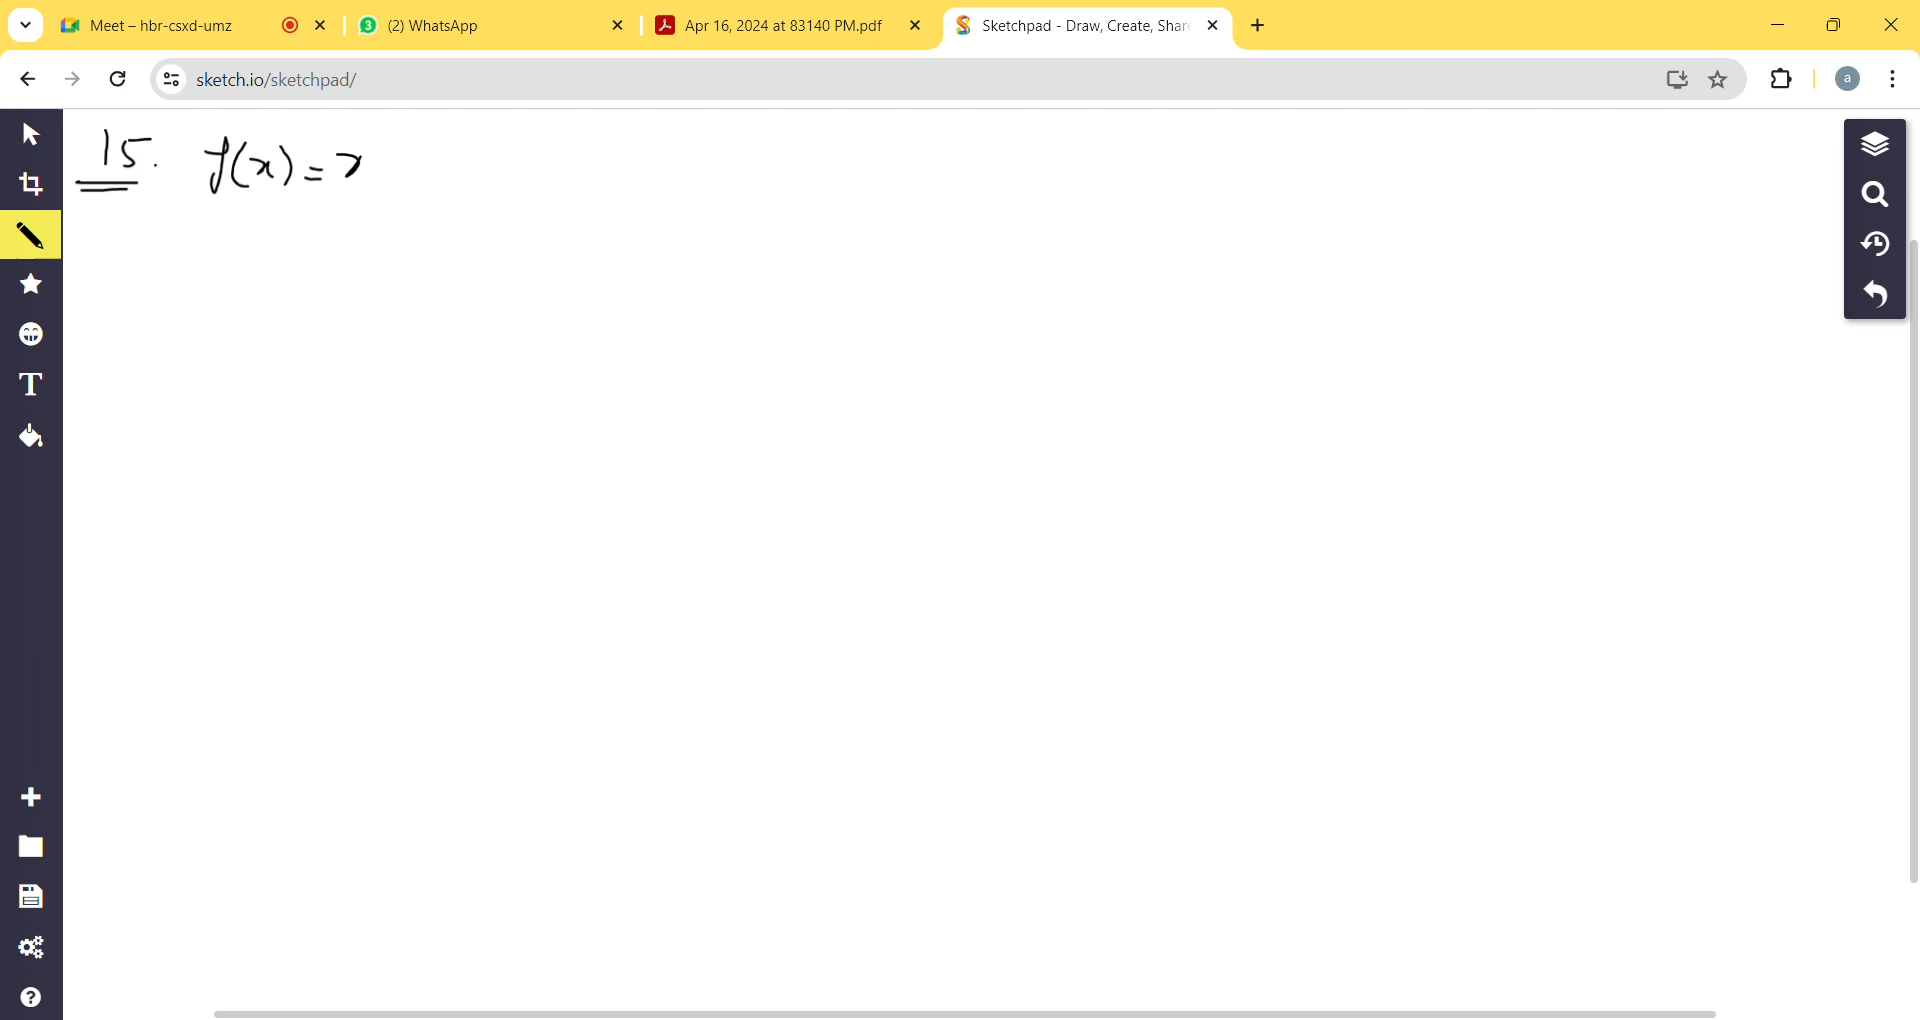 Meet – hbr-csxd-umz
3 (2) WhatsApp
Apr 16, 2024 at 83140 PM.pdf
Sketchpad - Draw, Create, Shar
sketch.io/sketchpad/
a
15. f(x) = x
T
?